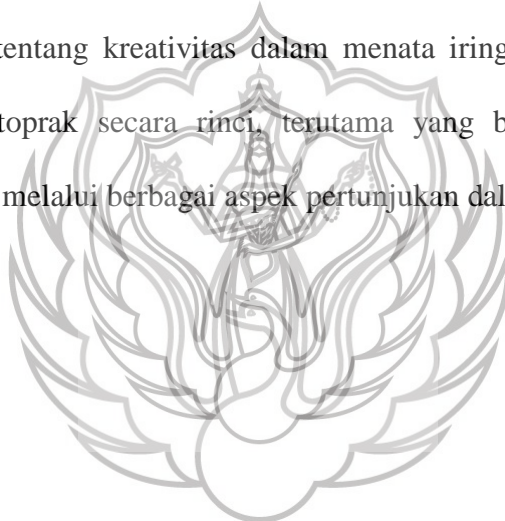 tentang kreativitas dalam menata iring
toprak secara rinci, terutama yang b
melalui berbagai aspek pertunjukan dal